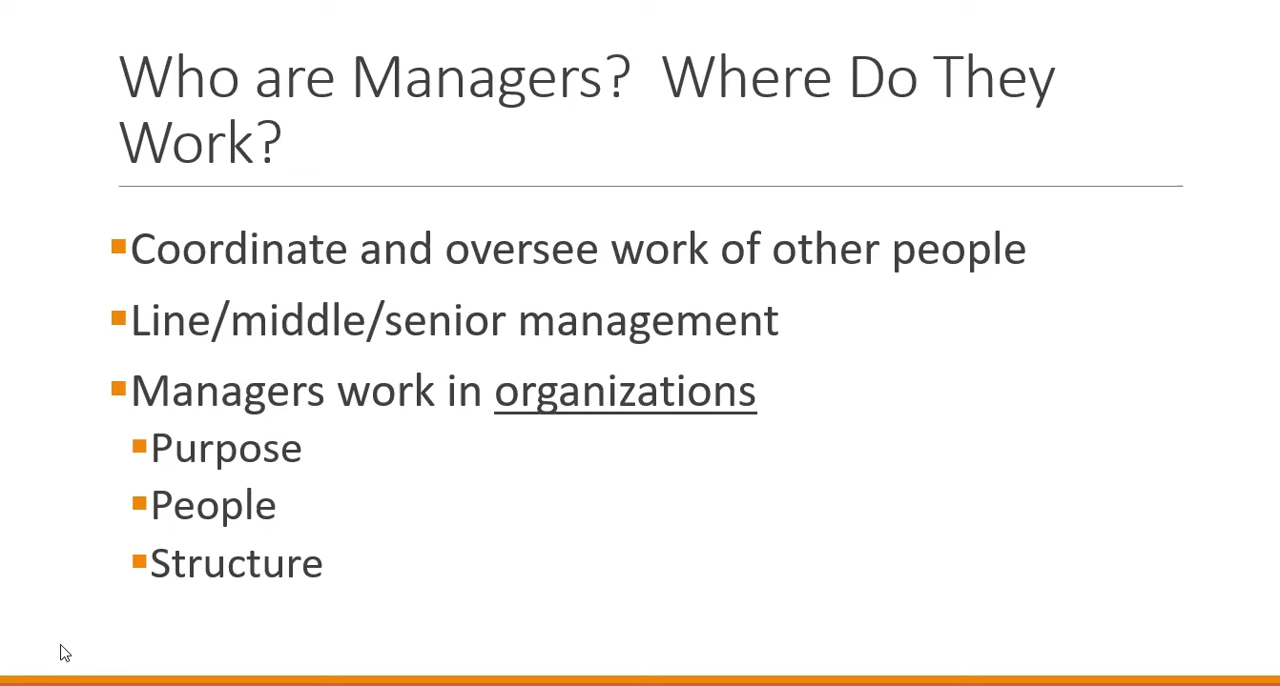 Who are Managers?  Where Do They
Work?
▪Coordinate and oversee work of other people
▪Line/middle/senior management
▪Managers work in organizations
▪Purpose
▪People
▪Structure